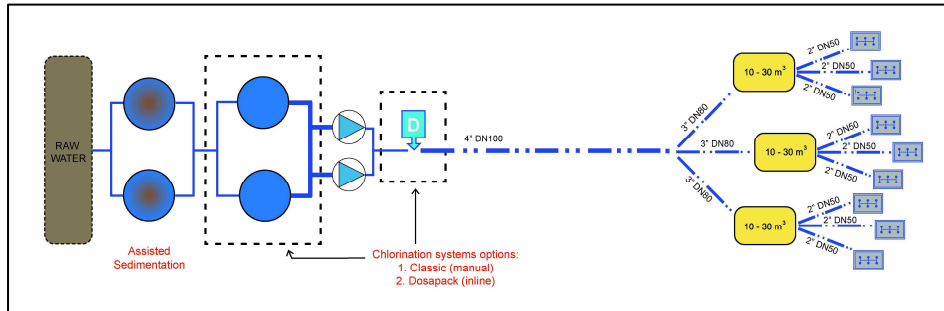 RAW
WATER
Assisted
Sedimentation
D
Chlorination systems options:
1. Classic (manual)
2. Dosapack (inline)
4" DN100
3" DN80
3" DN80
3" DN80
10 - 30 m³
2" DN50
2" DN50
2" DN50
10 - 30 m³
2" DN50
2" DN50
2" DN50
10 - 30 m³
2" DN50
2" DN50
2" DN50